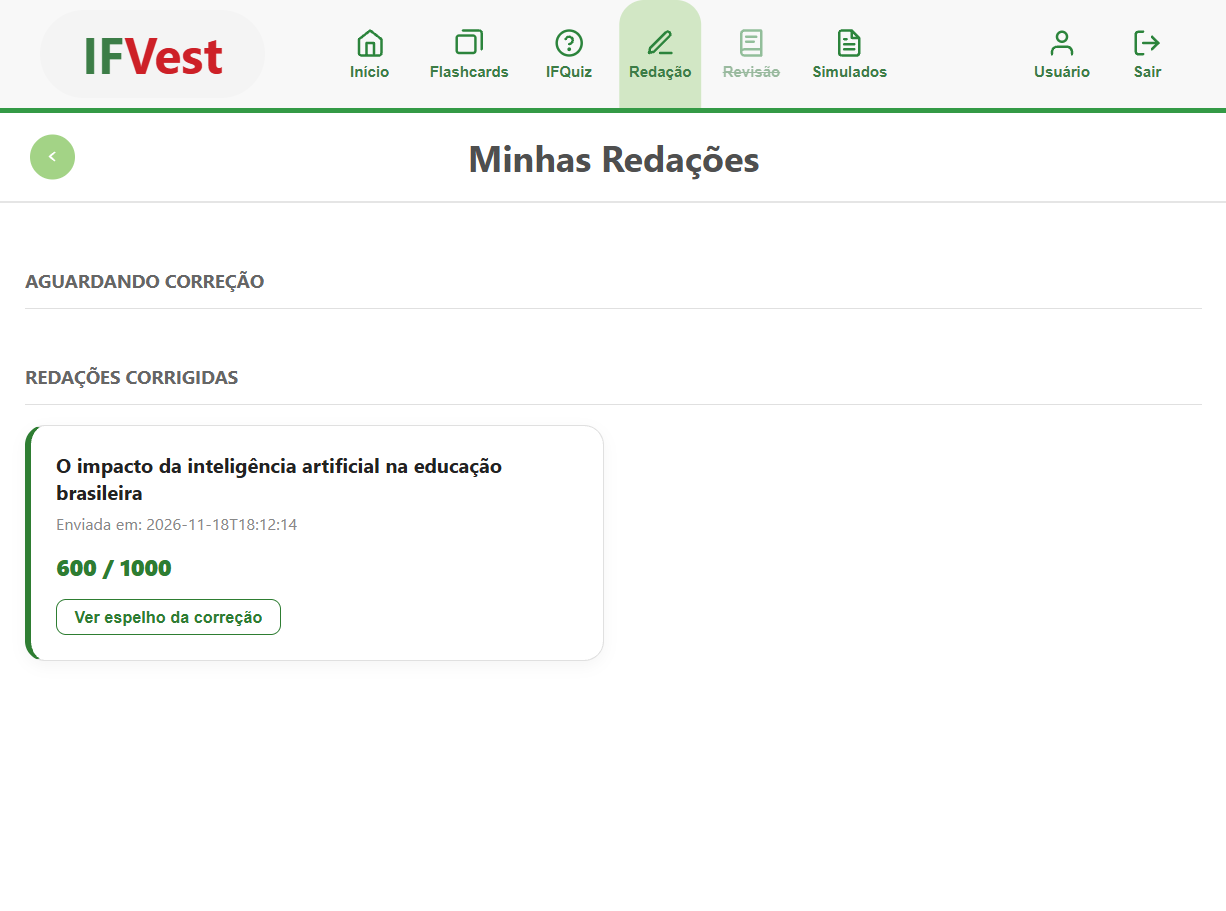 IFVest
Início
Flashcards
IFQuiz
Redação
Revisão
Simulados
Usuário
Sair
Minhas Redações
AGUARDANDO CORREÇÃO
REDAÇÕES CORRIGIDAS
O impacto da inteligência artificial na educação
brasileira
Enviada em: 2026-11-18T18:12:14
600 / 1000
Ver espelho da correção